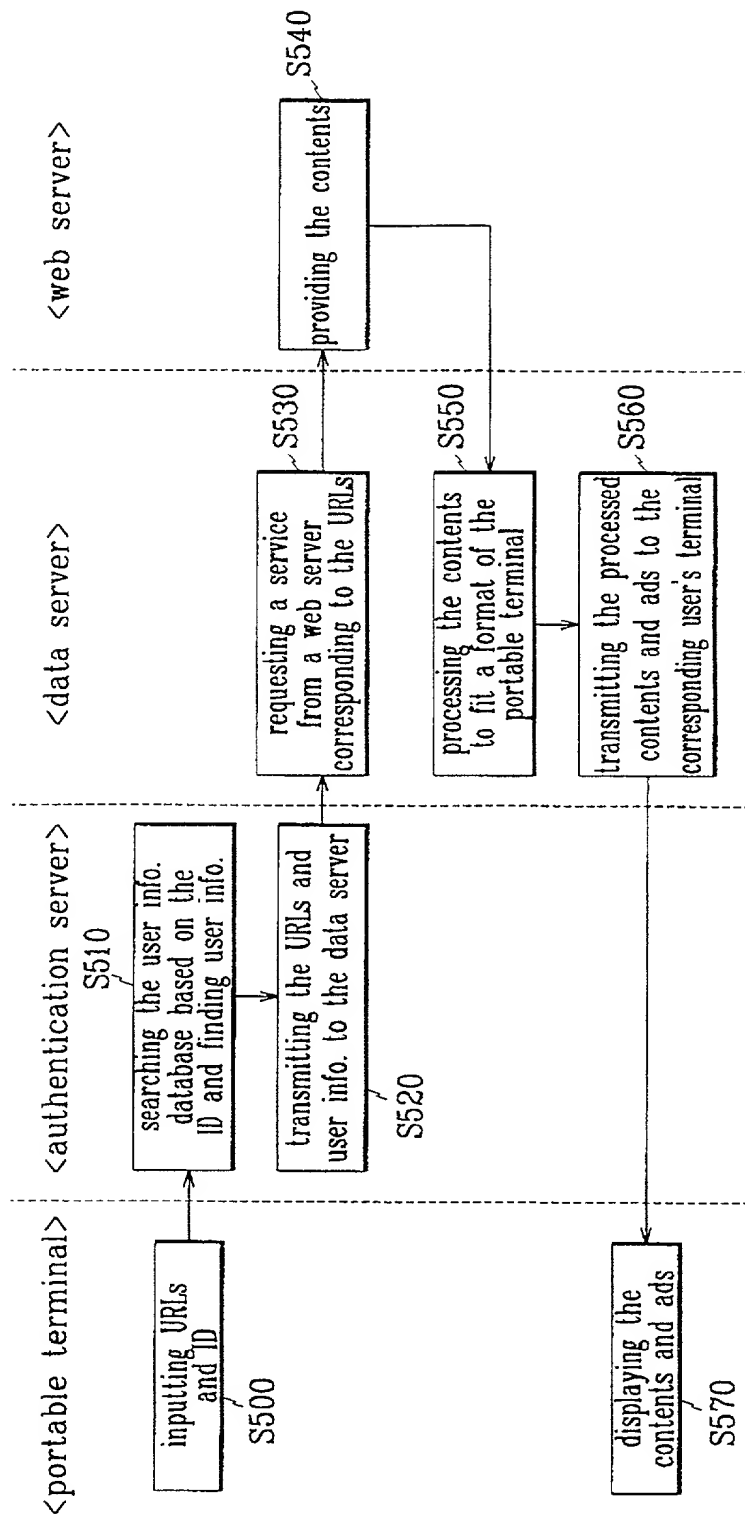 <portable terminal>
<authentication server>
<data server>
<web server>
inputting URLs
and ID
S500
S510
searching the user info.
database based on the
ID and finding user info.
transmitting the URLs and
user info. to the data server
S520
S530
requesting a service
from a web server
corresponding to the URLs
S540
providing the contents
S550
processing the contents
to fit a format of the
portable terminal
S560
transmitting the processed
contents and ads to the
corresponding user's terminal
displaying the
contents and ads
S570